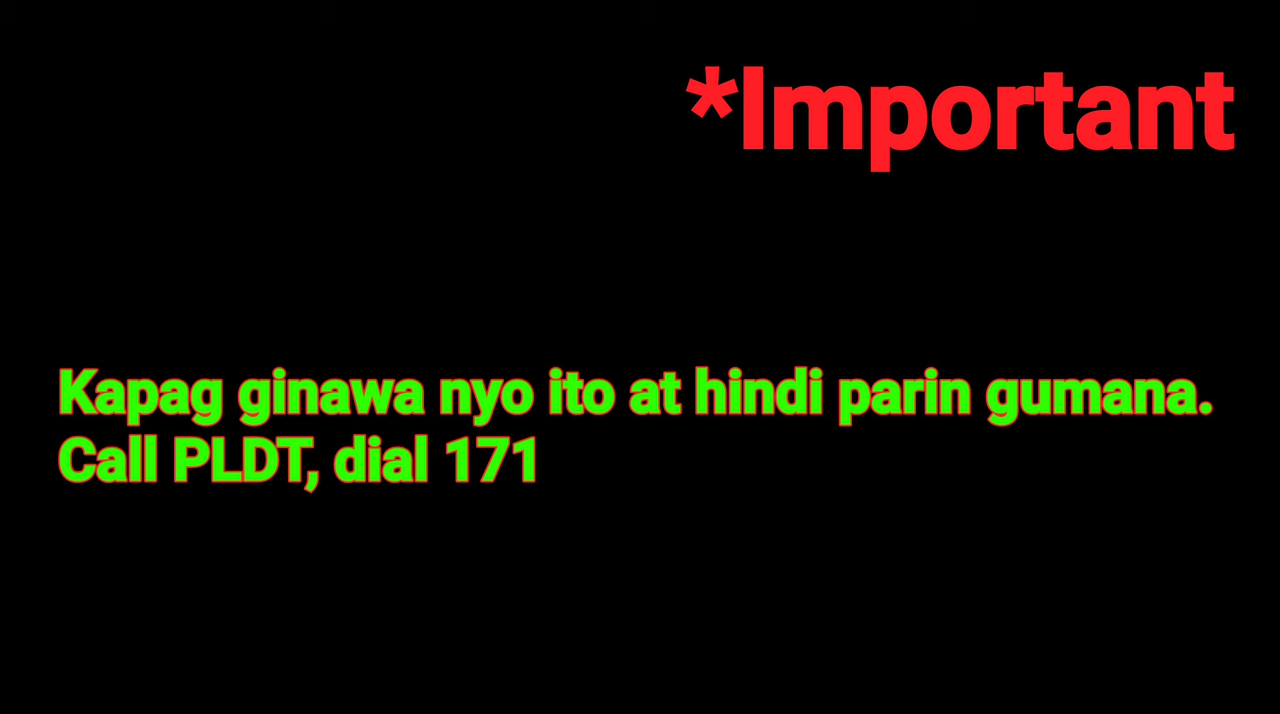 *Important
Kapag ginawa nyo ito at hindi parin gumana.
Call PLDT, dial 171